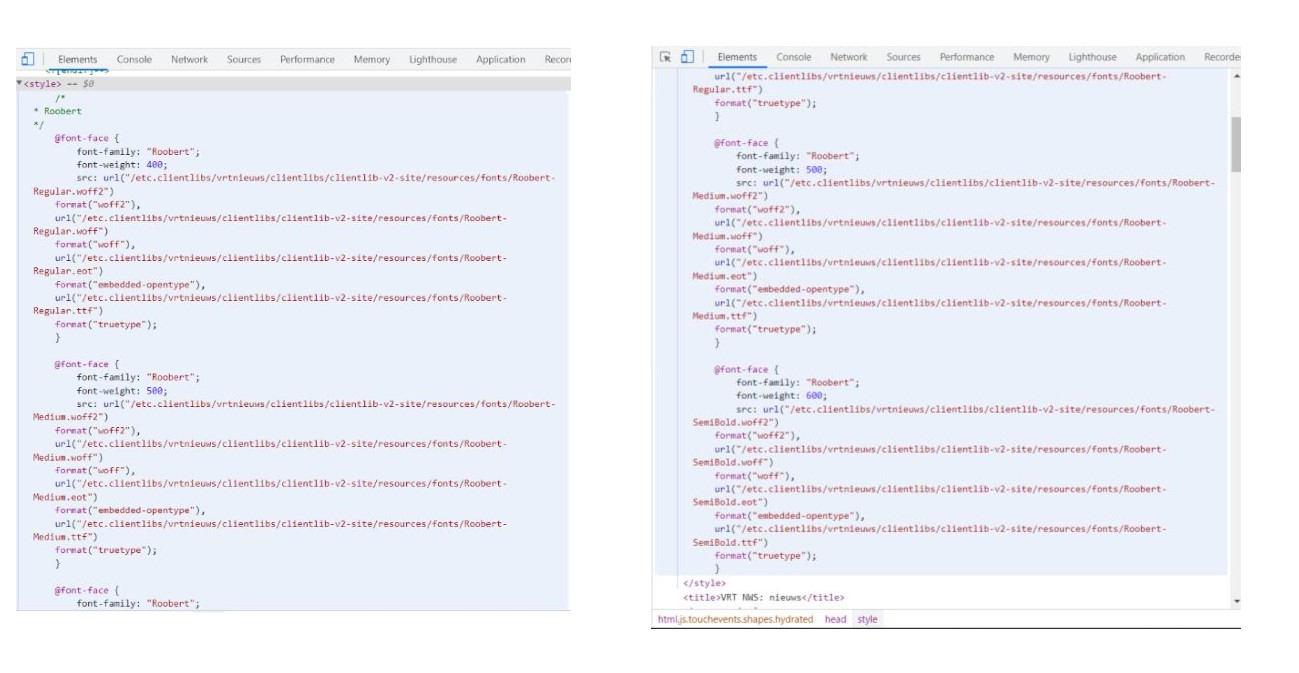 Elements Console Network Sources Performance Memory Lighthouse Application Recor
<![endif]-->
<style> == $0
/*
* Roobert
*/
@font-face {
font-family: "Roobert";
font-weight: 400;
src: url("/etc.clientlibs/vrtnieuws/clientlibs/clientlib-v2-site/resources/fonts/Roobert-
Regular.woff2")
format("woff2"),
url("/etc.clientlibs/vrtnieuws/clientlibs/clientlib-v2-site/resources/fonts/Roobert-
Regular.woff")
format("woff"),
url("/etc.clientlibs/vrtnieuws/clientlibs/clientlib-v2-site/resources/fonts/Roobert-
Regular.eot")
format("embedded-opentype"),
url("/etc.clientlibs/vrtnieuws/clientlibs/clientlib-v2-site/resources/fonts/Roobert-
Regular.ttf")
format("truetype");
}
@font-face {
font-family: "Roobert";
font-weight: 500;
src: url("/etc.clientlibs/vrtnieuws/clientlibs/clientlib-v2-site/resources/fonts/Roobert-
Medium.woff2")
format("woff2"),
url("/etc.clientlibs/vrtnieuws/clientlibs/clientlib-v2-site/resources/fonts/Roobert-
Medium.woff")
format("woff"),
url("/etc.clientlibs/vrtnieuws/clientlibs/clientlib-v2-site/resources/fonts/Roobert-
Medium.eot")
format("embedded-opentype"),
url("/etc.clientlibs/vrtnieuws/clientlibs/clientlib-v2-site/resources/fonts/Roobert-
Medium.ttf")
format("truetype");
}
@font-face {
font-family: "Roobert";
Elements Console Network Sources Performance Memory Lighthouse Application Recorde
url("/etc.clientlibs/vrtnieuws/clientlibs/clientlib-v2-site/resources/fonts/Roobert-
Regular.ttf")
format("truetype");
}
@font-face {
font-family: "Roobert";
font-weight: 500;
src: url("/etc.clientlibs/vrtnieuws/clientlibs/clientlib-v2-site/resources/fonts/Roobert-
Medium.woff2")
format("woff2"),
url("/etc.clientlibs/vrtnieuws/clientlibs/clientlib-v2-site/resources/fonts/Roobert-
Medium.woff")
format("woff"),
url("/etc.clientlibs/vrtnieuws/clientlibs/clientlib-v2-site/resources/fonts/Roobert-
Medium.eot")
format("embedded-opentype"),
url("/etc.clientlibs/vrtnieuws/clientlibs/clientlib-v2-site/resources/fonts/Roobert-
Medium.ttf")
format("truetype");
}
@font-face {
font-family: "Roobert";
font-weight: 600;
src: url("/etc.clientlibs/vrtnieuws/clientlibs/clientlib-v2-site/resources/fonts/Roobert-
SemiBold.woff2")
format("woff2"),
url("/etc.clientlibs/vrtnieuws/clientlibs/clientlib-v2-site/resources/fonts/Roobert-
SemiBold.woff")
format("woff"),
url("/etc.clientlibs/vrtnieuws/clientlibs/clientlib-v2-site/resources/fonts/Roobert-
SemiBold.eot")
format("embedded-opentype"),
url("/etc.clientlibs/vrtnieuws/clientlibs/clientlib-v2-site/resources/fonts/Roobert-
SemiBold.ttf")
format("truetype");
}
</style>
<title>VRT NWS: nieuws</title>
html.js.touchevents.shapes.hydrated head style